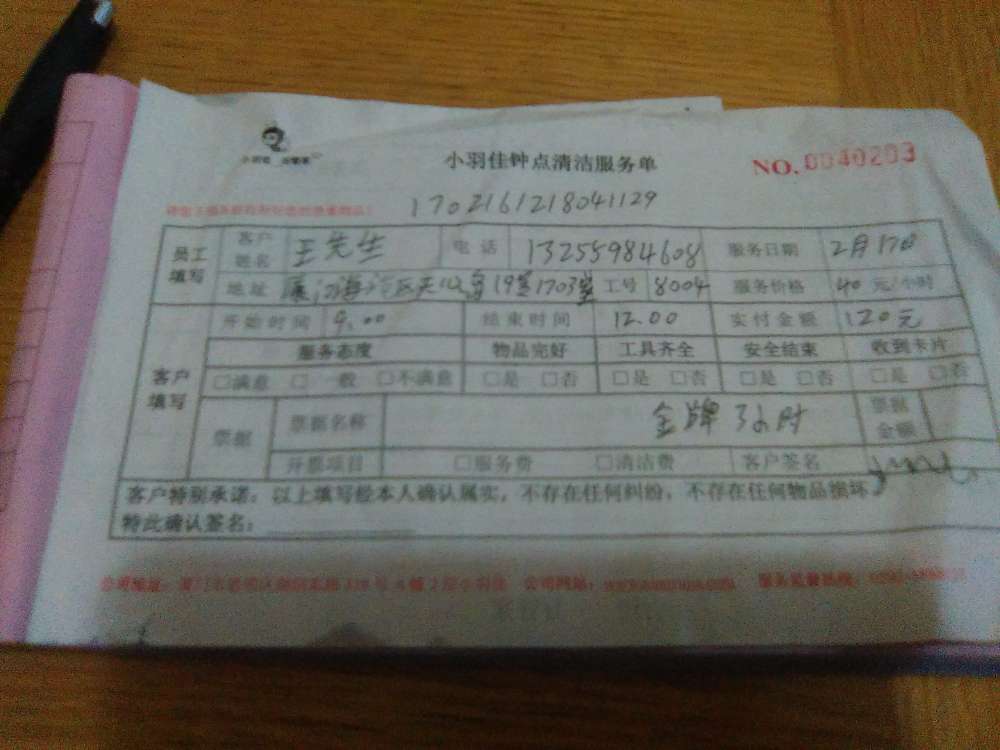 小羽佳钟点清洁服务单
NO. 0040203
1702161218041129
员工填写 客户姓名 王先生 电话 13255984608 服务日期 2月17日
地址 1703室 工号 8004 服务价格 40 元/小时
开始时间 9.00 结束时间 12.00 实付金额 120元
服务态度 物品完好 工具齐全 安全结束 收到卡片
客户填写 □满意 □一般 □不满意 □是 □否 □是 □否 □是 □否 □是 □否
票据 票据名称 金牌3小时 票据金额
开票项目 □服务费 □清洁费 客户签名
客户特别承诺：以上填写经本人确认属实，不存在任何纠纷，不存在任何物品损坏
特此确认签名：